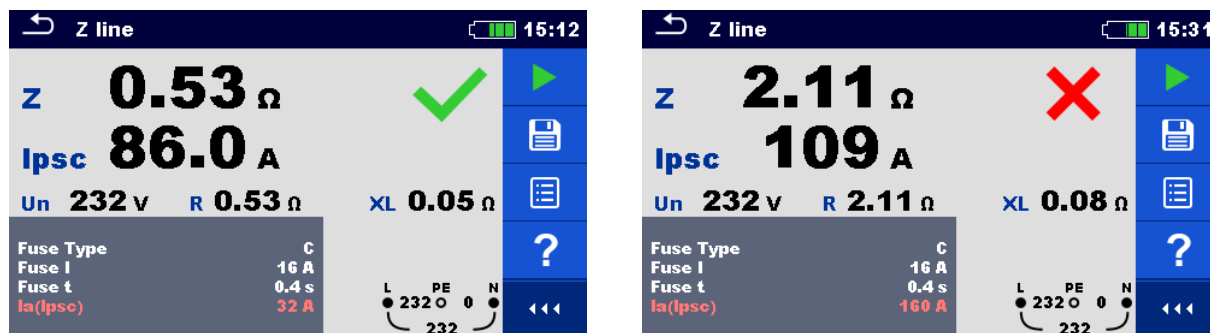 Z line 15:12
Z 0.53 Ω
Ipsc 86.0 A
Un 232 V R 0.53 Ω XL 0.05 Ω
Fuse Type C
Fuse I 16 A
Fuse t 0.4 s
Ia(Ipsc) 32 A
?
L PE N
232 0
232
Z line 15:31
Z 2.11 Ω
Ipsc 109 A
Un 232 V R 2.11 Ω XL 0.08 Ω
Fuse Type C
Fuse I 16 A
Fuse t 0.4 s
Ia(Ipsc) 160 A
?
L PE N
232 0
232